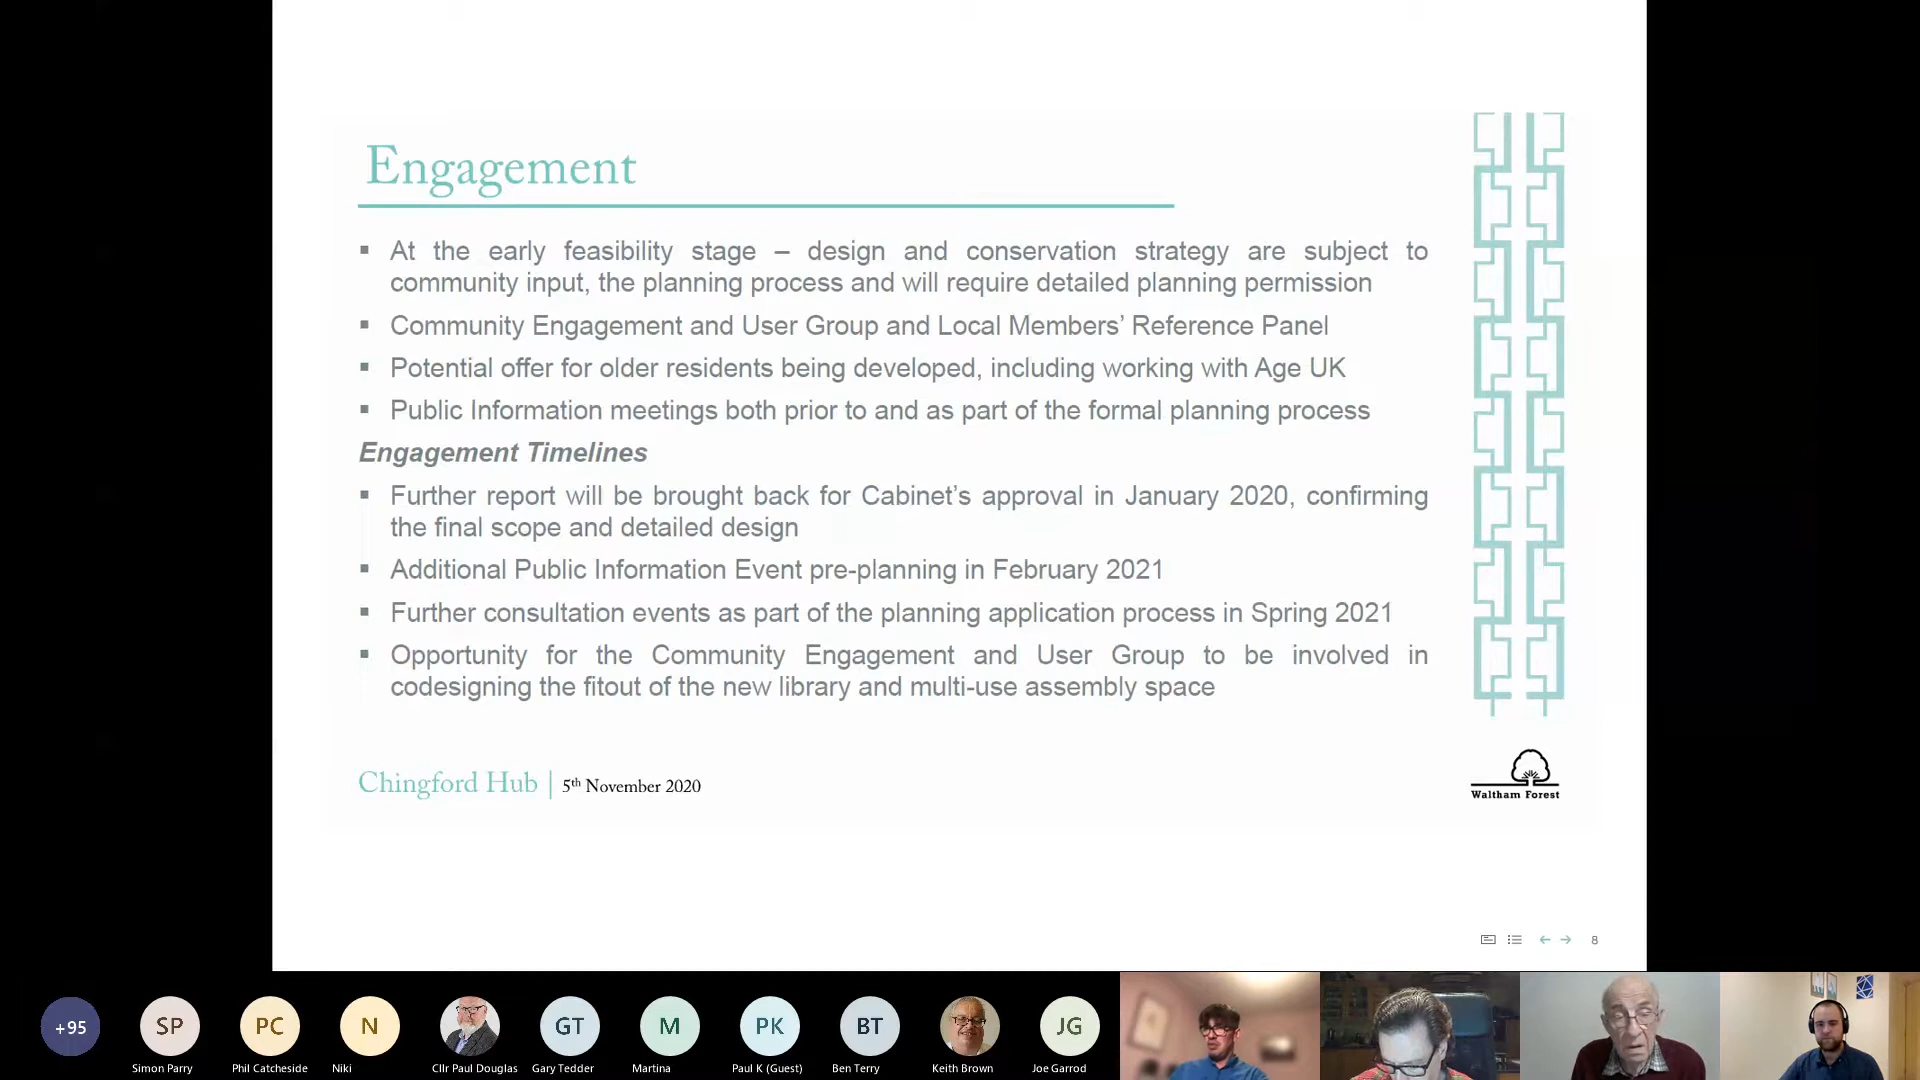 Engagement
▪ At the early feasibility stage – design and conservation strategy are subject to
community input, the planning process and will require detailed planning permission
▪ Community Engagement and User Group and Local Members’ Reference Panel
▪ Potential offer for older residents being developed, including working with Age UK
▪ Public Information meetings both prior to and as part of the formal planning process
Engagement Timelines
▪ Further report will be brought back for Cabinet’s approval in January 2020, confirming
the final scope and detailed design
▪ Additional Public Information Event pre-planning in February 2021
▪ Further consultation events as part of the planning application process in Spring 2021
▪ Opportunity for the Community Engagement and User Group to be involved in
codesigning the fitout of the new library and multi-use assembly space
Chingford Hub | 5th November 2020
Waltham Forest
8
+95 SP PC N GT M PK BT JG
Simon Parry Phil Catcheside Niki Cllr Paul Douglas Gary Tedder Martina Paul K (Guest) Ben Terry Keith Brown Joe Garrod